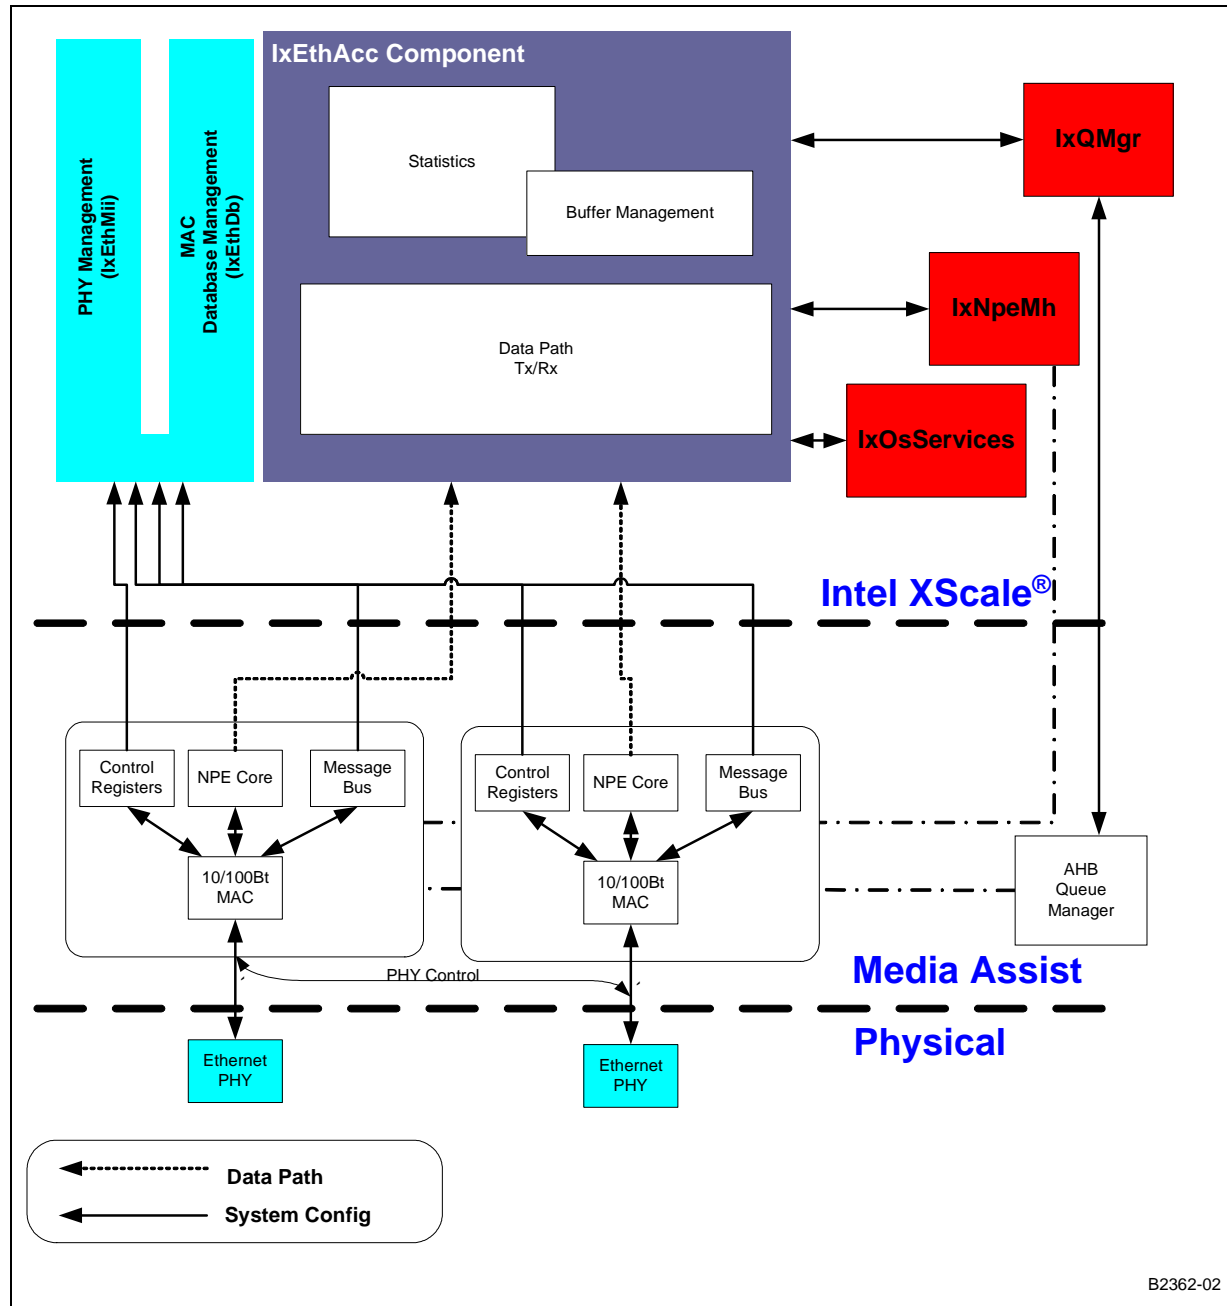 IxEthAcc Component
PHY Management
(IxEthMii)
MAC
Database Management
(IxEthDb)
Statistics
Buffer Management
Data Path
Tx/Rx
IxQMgr
IxNpeMh
IxOsServices
Intel XScale®
Control
Registers
NPE Core
Message
Bus
10/100Bt
MAC
Control
Registers
NPE Core
Message
Bus
10/100Bt
MAC
AHB
Queue
Manager
PHY Control
Media Assist
Physical
Ethernet
PHY
Ethernet
PHY
Data Path
System Config
B2362-02